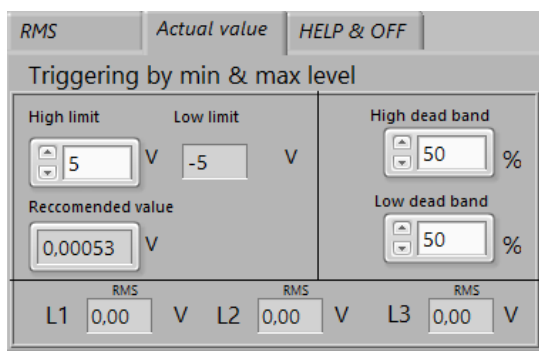 RMS Actual value HELP & OFF
Triggering by min & max level
High limit Low limit High dead band
5 V -5 V 50 %
Reccomended value Low dead band
0,00053 V 50 %
RMS RMS RMS
L1 0,00 V L2 0,00 V L3 0,00 V